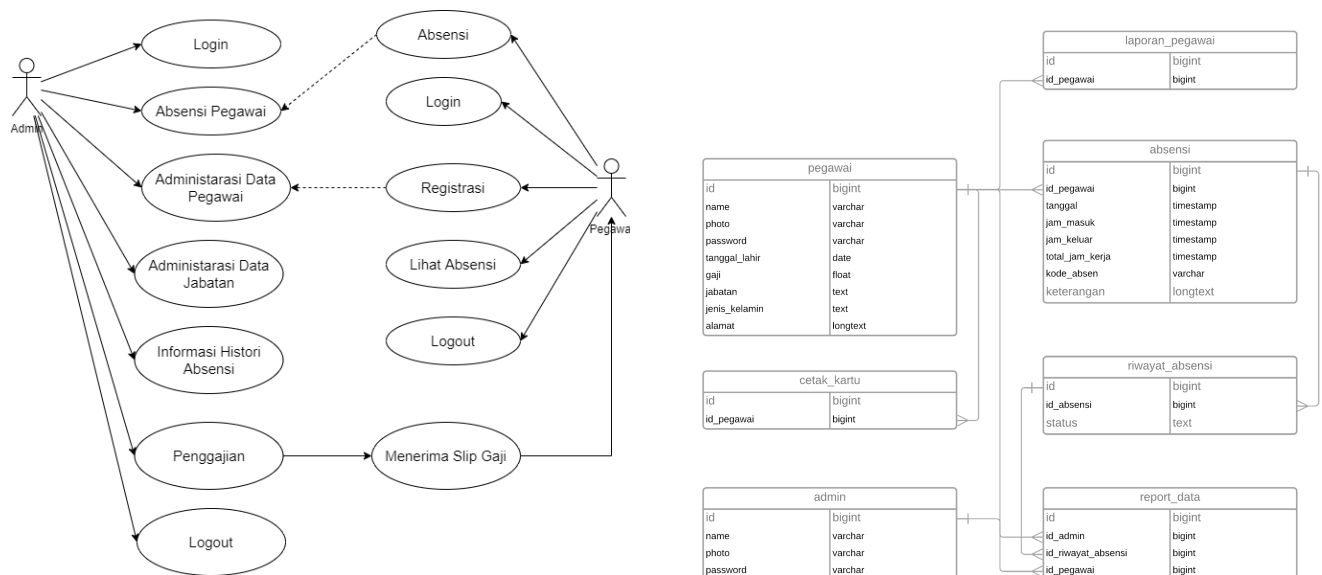 Admin
Login
Absensi Pegawai
Administarasi Data
Pegawai
Administarasi Data
Jabatan
Informasi Histori
Absensi
Penggajian
Logout
Absensi
Login
Registrasi
Lihat Absensi
Logout
Menerima Slip Gaji
Pegawa
pegawai
id bigint
name varchar
photo varchar
password varchar
tanggal_lahir date
gaji float
jabatan text
jenis_kelamin text
alamat longtext
cetak_kartu
id bigint
id_pegawai bigint
admin
id bigint
name varchar
photo varchar
password varchar
laporan_pegawai
id bigint
id_pegawai bigint
absensi
id bigint
id_pegawai bigint
tanggal timestamp
jam_masuk timestamp
jam_keluar timestamp
total_jam_kerja timestamp
kode_absen varchar
keterangan longtext
riwayat_absensi
id bigint
id_absensi bigint
status text
report_data
id bigint
id_admin bigint
id_riwayat_absensi bigint
id_pegawai bigint